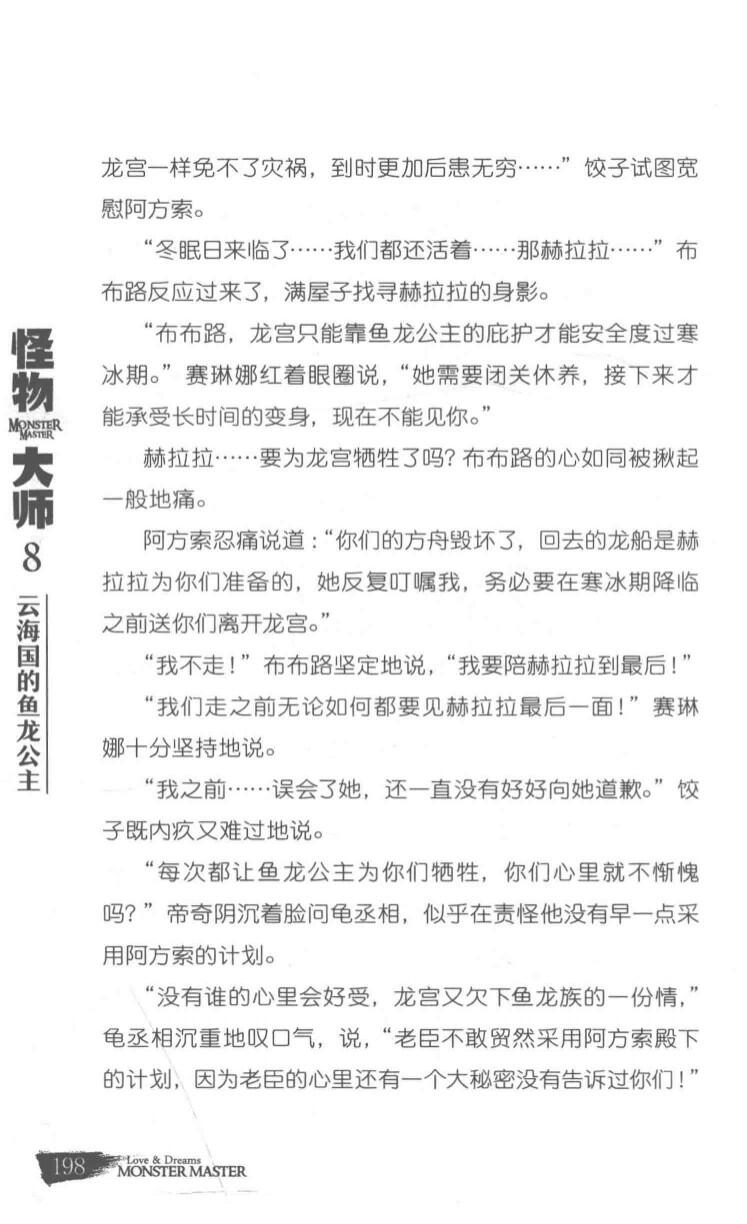 龙宫一样免不了灾祸，到时更加后患无穷……”饺子试图宽
慰阿方索。
“冬眠日来临了……我们都还活着……那赫拉拉……”布
布路反应过来了，满屋子找寻赫拉拉的身影。
“布布路，龙宫只能靠鱼龙公主的庇护才能安全度过寒
冰期。”赛琳娜红着眼圈说，“她需要闭关休养，接下来才
能承受长时间的变身，现在不能见你。”
赫拉拉……要为龙宫牺牲了吗？布布路的心如同被揪起
一般地痛。
阿方索忍痛说道：“你们的方舟毁坏了，回去的龙船是赫
拉拉为你们准备的，她反复叮嘱我，务必要在寒冰期降临
之前送你们离开龙宫。”
“我不走！”布布路坚定地说，“我要陪赫拉拉到最后！”
“我们走之前无论如何都要见赫拉拉最后一面！”赛琳
娜十分坚持地说。
“我之前……误会了她，还一直没有好好向她道歉。”饺
子既内疚又难过地说。
“每次都让鱼龙公主为你们牺牲，你们心里就不惭愧
吗？”帝奇阴沉着脸问龟丞相，似乎在责怪他没有早一点采
用阿方索的计划。
“没有谁的心里会好受，龙宫又欠下鱼龙族的一份情，”
龟丞相沉重地叹口气，说，“老臣不敢贸然采用阿方索殿下
的计划，因为老臣的心里还有一个大秘密没有告诉过你们！”
怪物
MONSTER
MASTER
大师
8
云海国的鱼龙公主
198
Love & Dreams
MONSTER MASTER